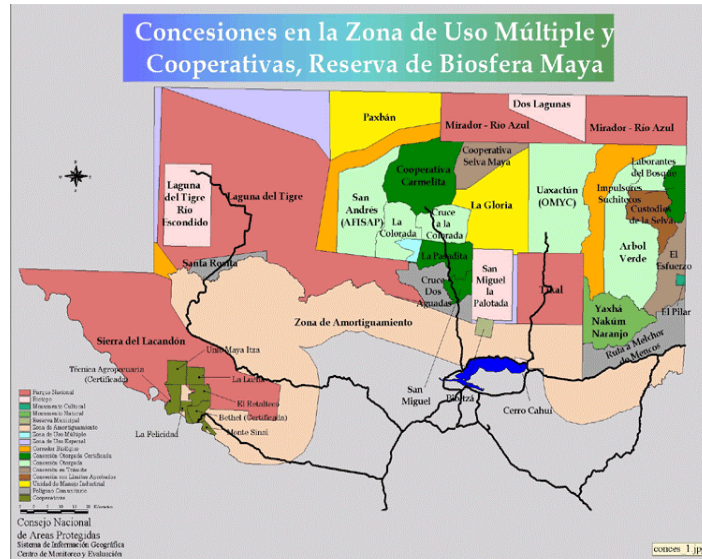 Concesiones en la Zona de Uso Múltiple y
Cooperativas, Reserva de Biosfera Maya
Dos Lagunas
Paxbán
Mirador - Río Azul
Mirador - Río Azul
Cooperativa
Selva Maya
Laborantes
del Bosque
Laguna
del Tigre
Río
Escondido
Laguna del Tigre
Cooperativa
Carmelita
San
Andrés
(AFISAP)
La
Colorada
Cruce
a la
Colorada
La Gloria
Uaxactún
(OMYC)
Impulsores
Suchitecos
Custodios
de la Selva
Arbol
Verde
El
Esfuerzo
Santa Rosita
La Pasadita
Cruce
Dos
Aguadas
San
Miguel
la
Palotada
Tikal
El Pilar
Yaxhá
Nakúm
Naranjo
Zona de Amortiguamiento
Ruta a Melchor
de Mencos
Sierra del Lacandón
Unión Maya Itza
Técnica Agropecuaria
(Certificada)
La Lucha
El Retalteco
Bethel (Certificada)
Monte Sinaí
La Felicidad
San
Miguel
Cerro Cahuí
Parque Nacional
Biotopo
Monumento Cultural
Monumento Natural
Reserva Municipal
Zona de Amortiguamiento
Zona de Uso Múltiple
Zona de Uso Especial
Corredor Biológico
Concesión Otorgada Certificada
Concesión Otorgada
Concesión en Trámite
Concesión con Límites Aprobados
Unidad de Manejo Industrial
Polígono Comunitario
Cooperativas
Consejo Nacional
de Areas Protegidas
Sistema de Información Geográfica
Centro de Monitoreo y Evaluación
conces_1.jp